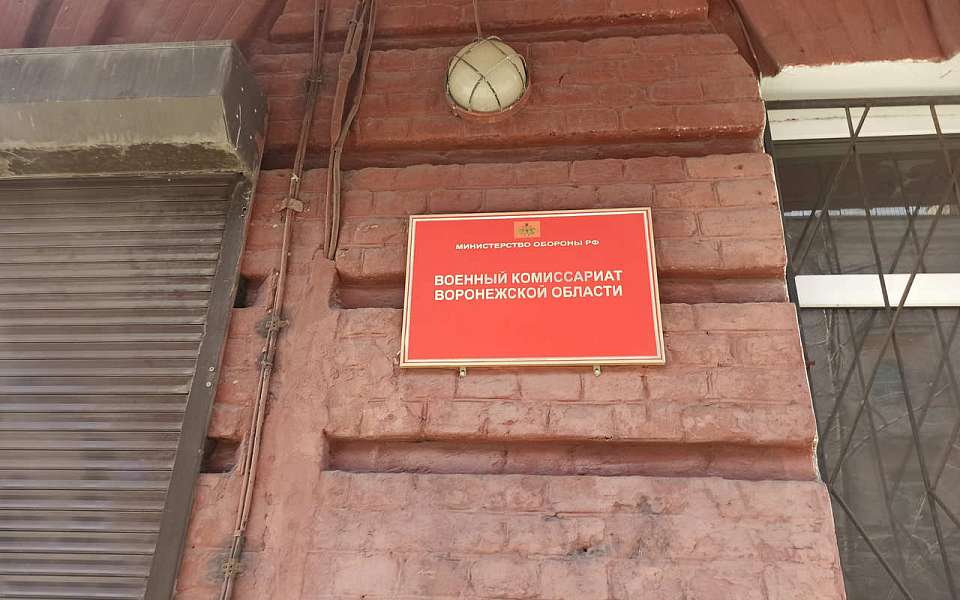 МИНИСТЕРСТВО ОБОРОНЫ РФ
ВОЕННЫЙ КОМИССАРИАТ
ВОРОНЕЖСКОЙ ОБЛАСТИ